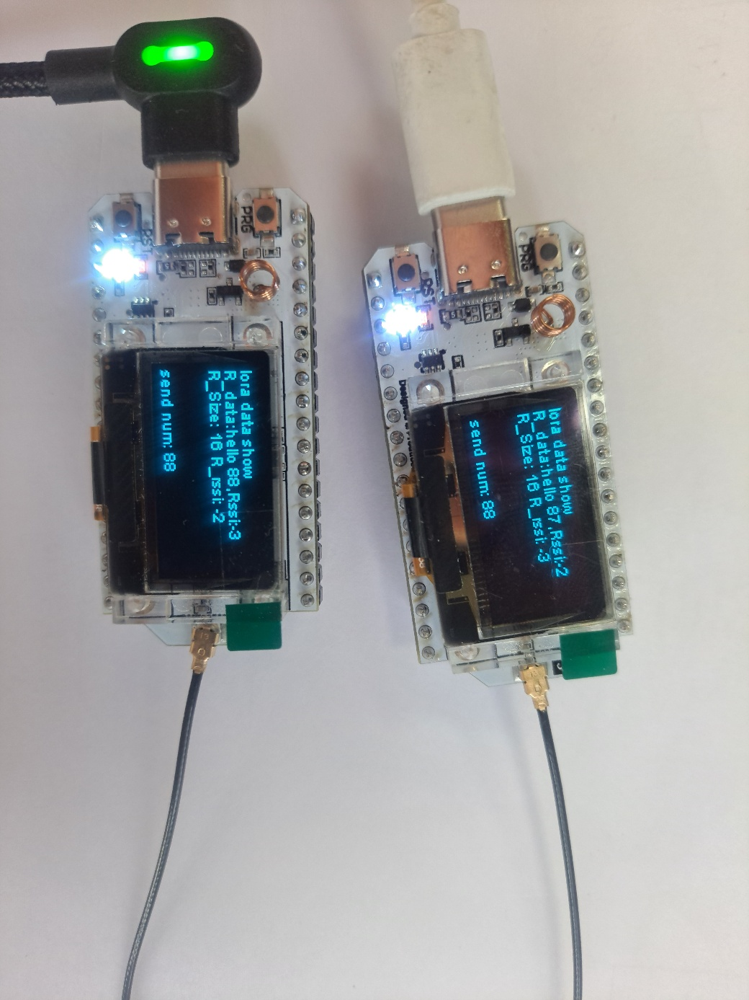 RST
PRG
lora data show
R_data:hello 88,Rssi:-3
R_Size: 16 R_rssi: -2
send num: 88
RST
PRG
lora data show
R_data:hello 87,Rssi:-2
R_Size: 16 R_rssi: -3
send num: 88